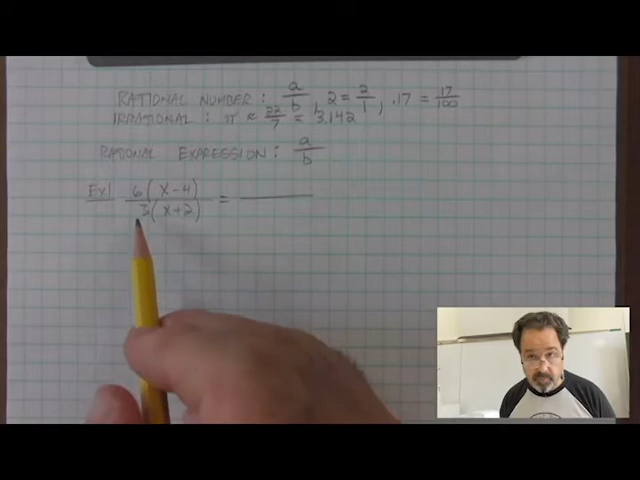 RATIONAL NUMBER : a/b , 2 = 2/1 , .17 = 17/100
IRRATIONAL : π ≈ 22/7 = 3.142
RATIONAL EXPRESSION : a/b
Ex1 6(x-4)/3(x+2) =